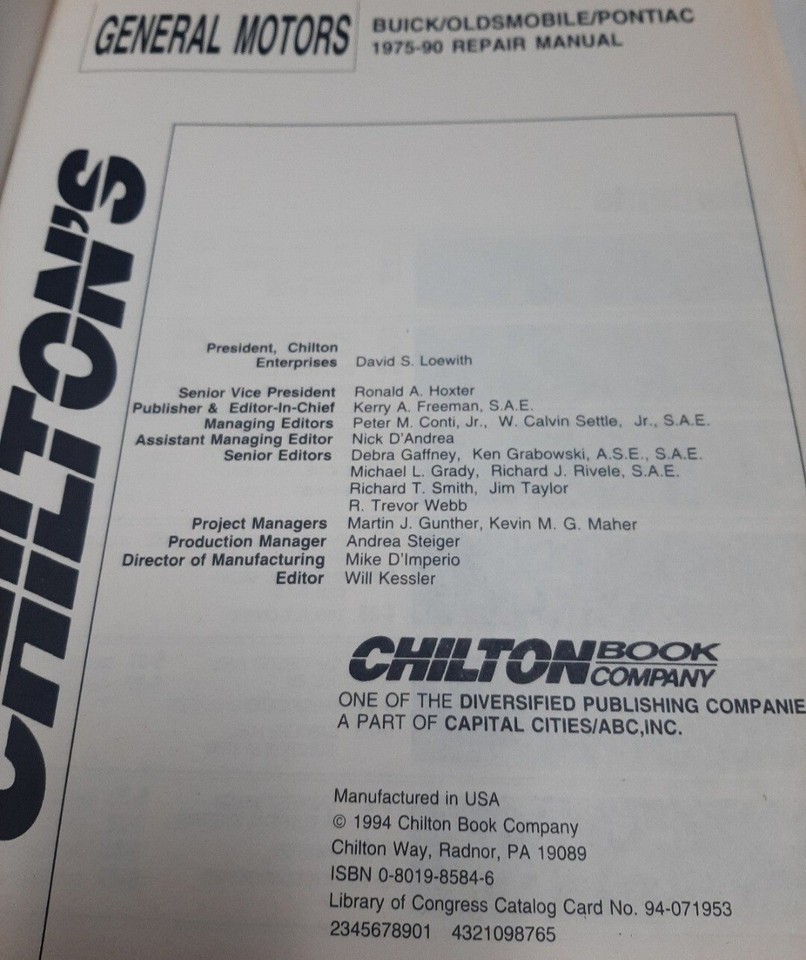 GENERAL MOTORS
BUICK/OLDSMOBILE/PONTIAC
1975-90 REPAIR MANUAL
CHILTON'S
President, Chilton
Enterprises David S. Loewith
Senior Vice President Ronald A. Hoxter
Publisher & Editor-In-Chief Kerry A. Freeman, S.A.E.
Managing Editors Peter M. Conti, Jr., W. Calvin Settle, Jr., S.A.E.
Assistant Managing Editor Nick D'Andrea
Senior Editors Debra Gaffney, Ken Grabowski, A.S.E., S.A.E.
Michael L. Grady, Richard J. Rivele, S.A.E.
Richard T. Smith, Jim Taylor
R. Trevor Webb
Project Managers Martin J. Gunther, Kevin M. G. Maher
Production Manager Andrea Steiger
Director of Manufacturing Mike D'Imperio
Editor Will Kessler
CHILTON BOOK
COMPANY
ONE OF THE DIVERSIFIED PUBLISHING COMPANIE
A PART OF CAPITAL CITIES/ABC,INC.
Manufactured in USA
© 1994 Chilton Book Company
Chilton Way, Radnor, PA 19089
ISBN 0-8019-8584-6
Library of Congress Catalog Card No. 94-071953
2345678901 4321098765